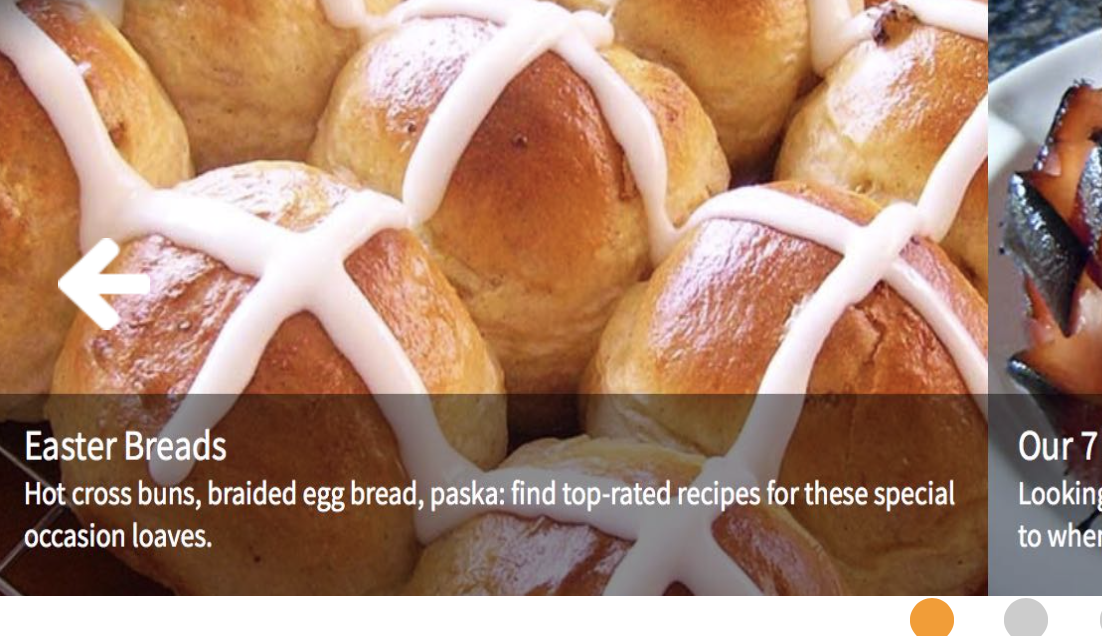 Easter Breads
Hot cross buns, braided egg bread, paska: find top-rated recipes for these special
occasion loaves.
Our 7
Looking
to when